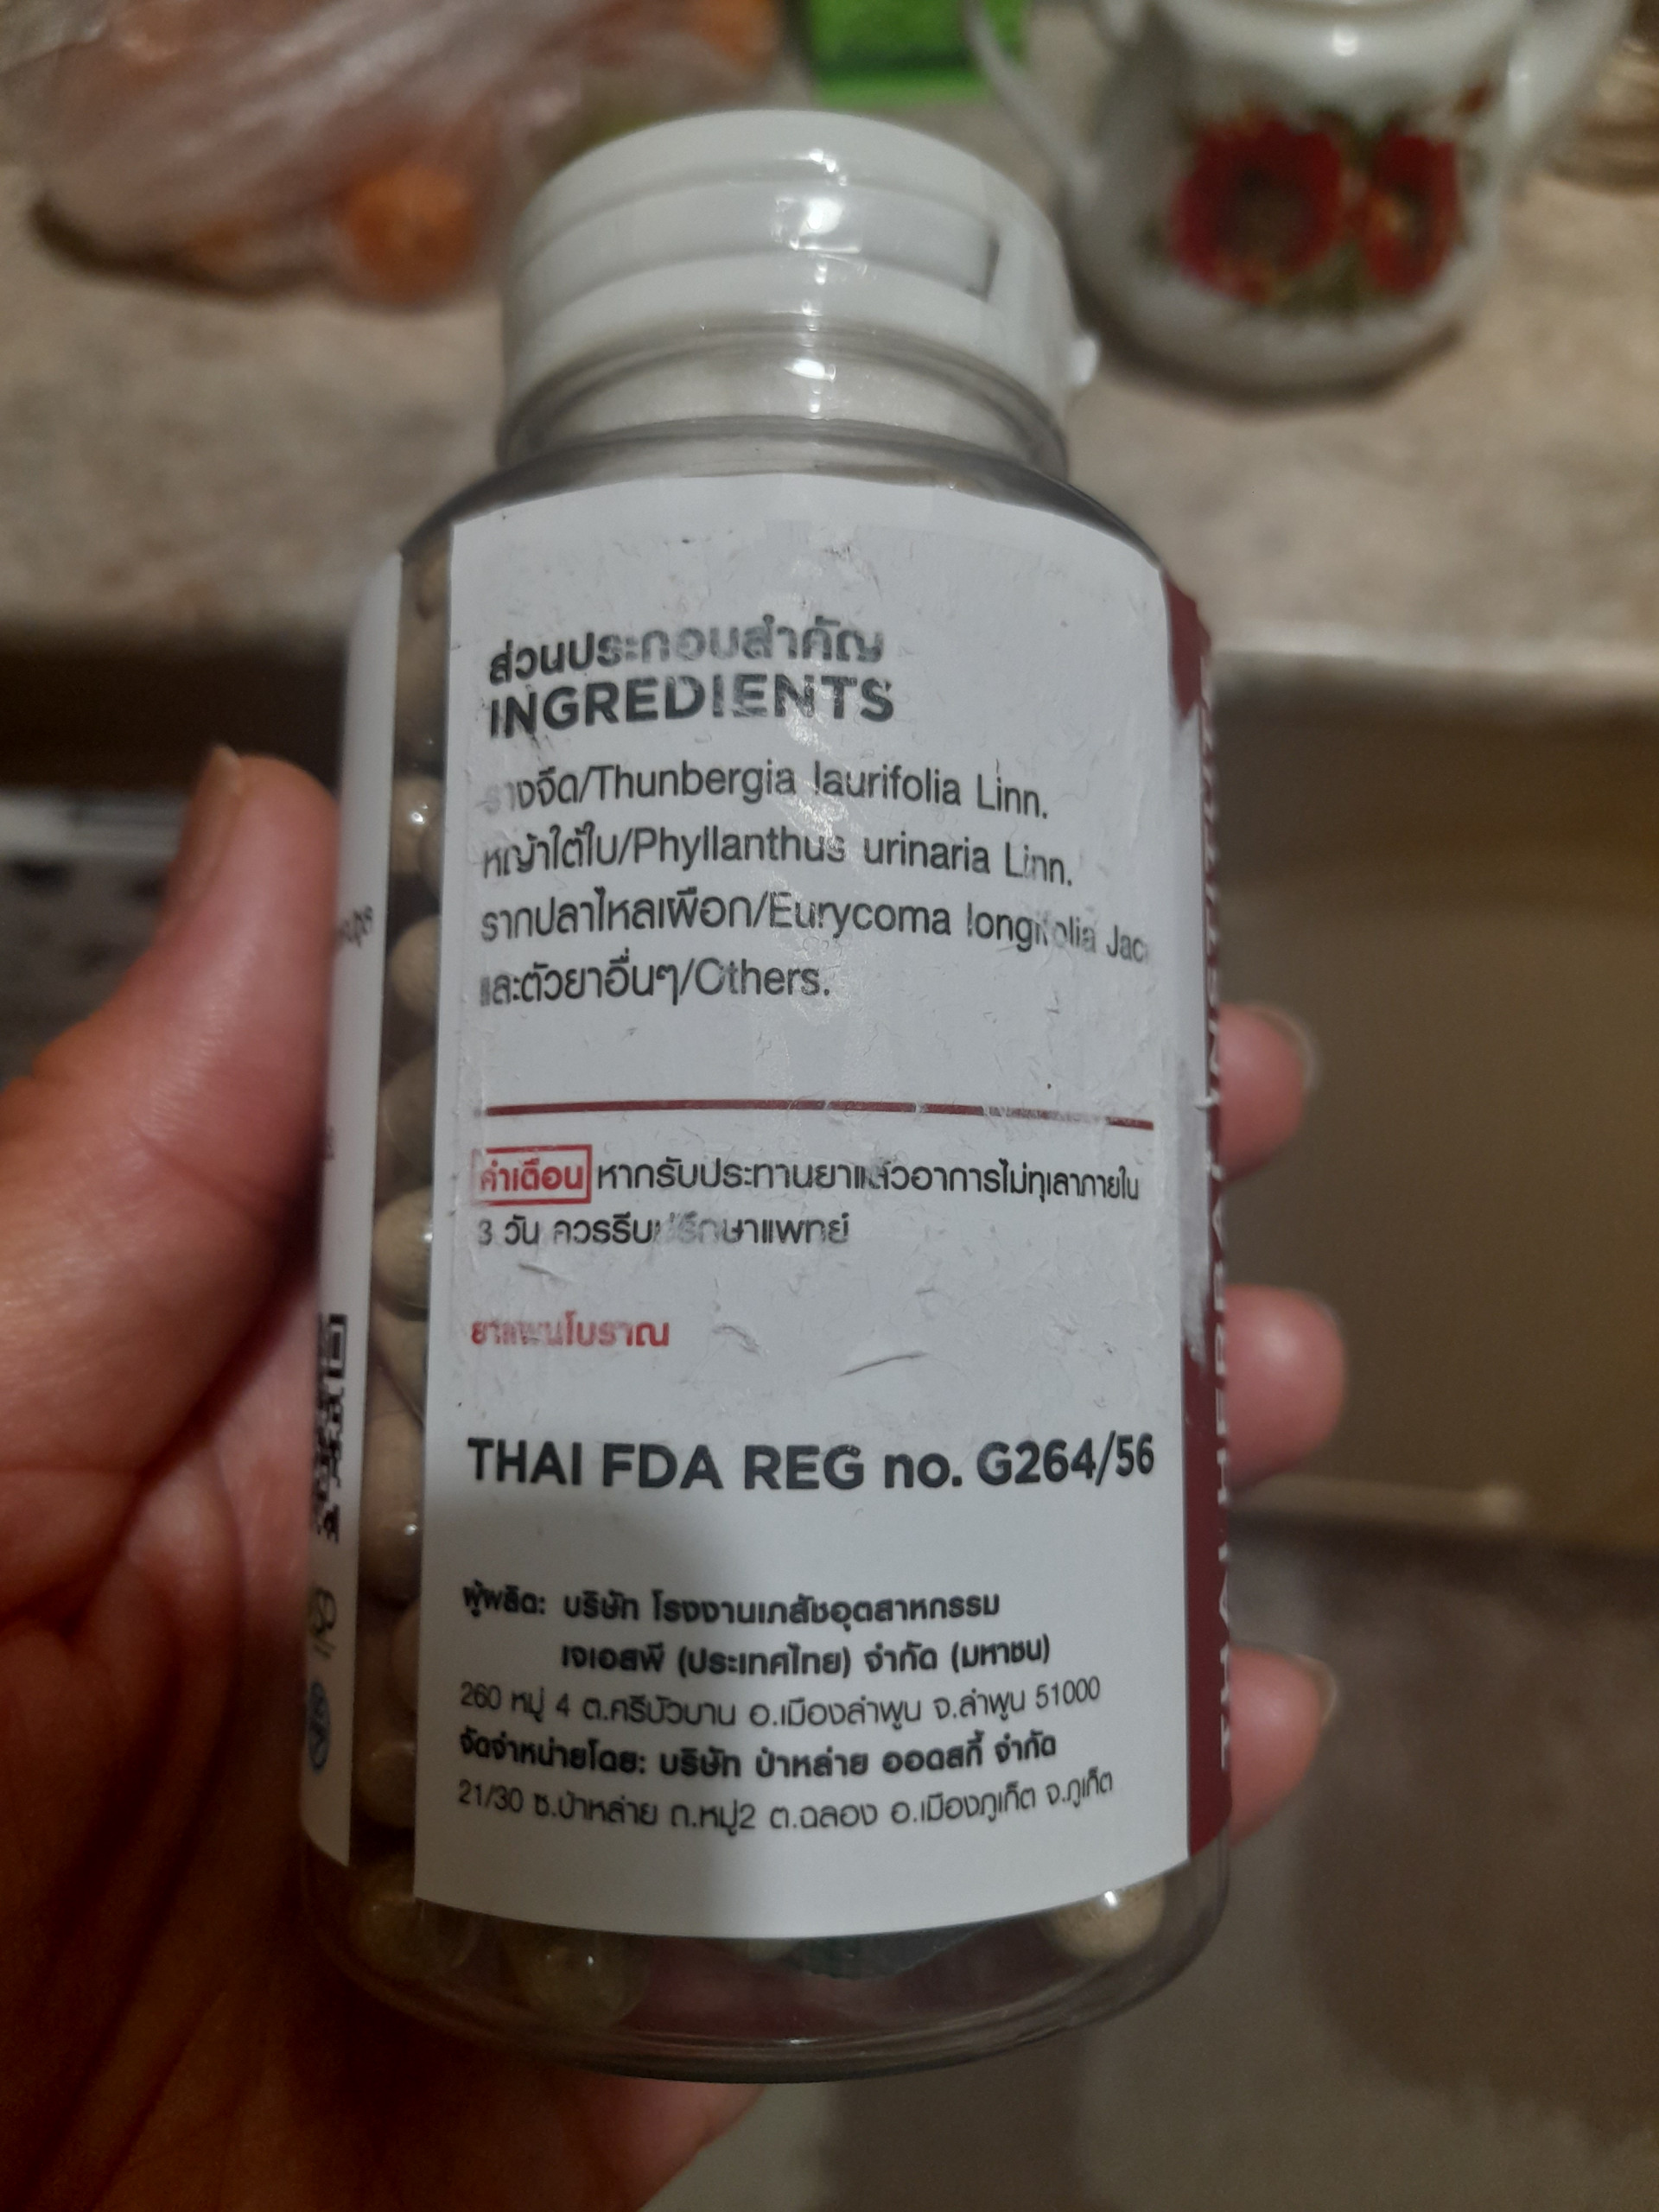 ส่วนประกอบสำคัญ
INGREDIENTS
รางจืด/Thunbergia laurifolia Linn.
หญ้าใต้ใบ/Phyllanthus urinaria Linn.
รากปลาไหลเผือก/Eurycoma longifolia Jac
และตัวยาอื่นๆ/Others.
คำเตือน หากรับประทานยาแล้วอาการไม่ทุเลาภายใน
3 วัน ควรรีบปรึกษาแพทย์
ยาแผนโบราณ
THAI FDA REG no. G264/56
ผู้ผลิต: บริษัท โรงงานเภสัชอุตสาหกรรม
เจเอสพี (ประเทศไทย) จำกัด (มหาชน)
260 หมู่ 4 ต.ศรีบัวบาน อ.เมืองลำพูน จ.ลำพูน 51000
จัดจำหน่ายโดย: บริษัท ป่าหล่าย ออดสกี้ จำกัด
21/30 ซ.ป่าหล่าย ถ.หมู่2 ต.ฉลอง อ.เมืองภูเก็ต จ.ภูเก็ต
THAI HERBAL INSTITUTE